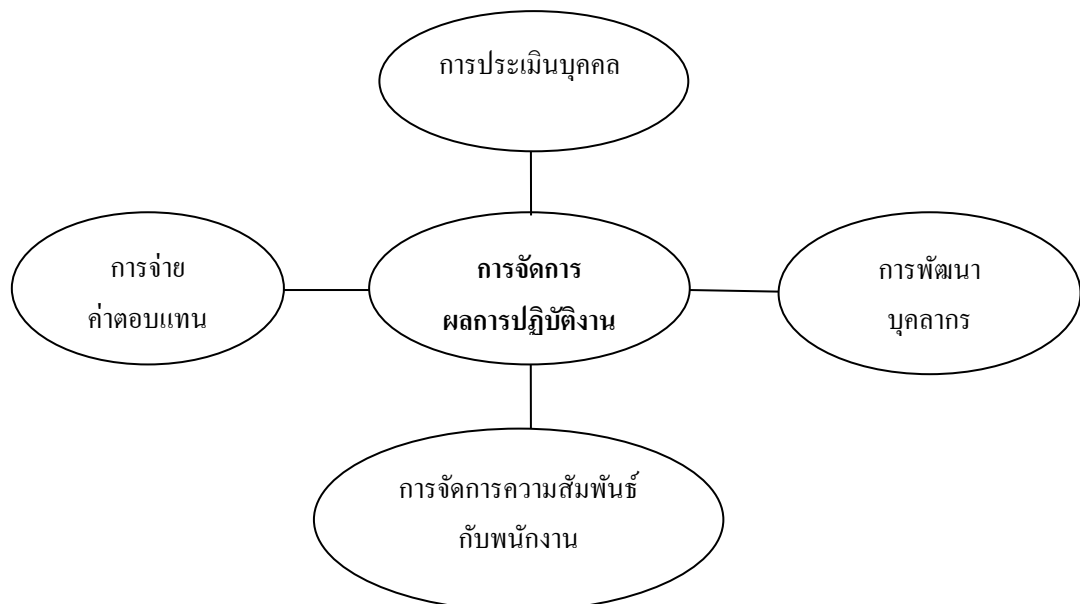 การประเมินบุคคล
การจ่าย
ค่าตอบแทน
การจัดการ
ผลการปฏิบัติงาน
การพัฒนา
บุคลากร
การจัดการความสัมพันธ์
กับพนักงาน